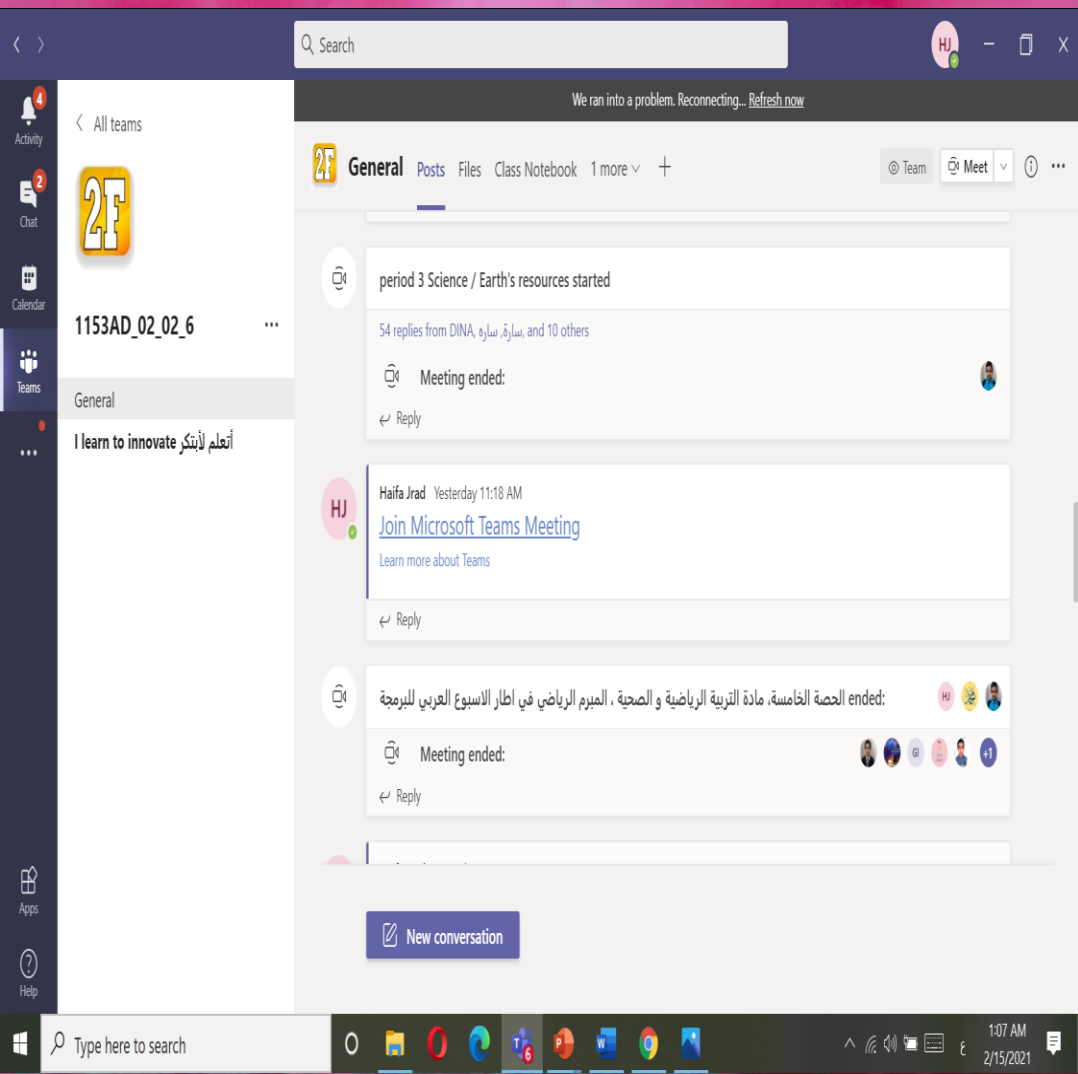 Search
HJ
We ran into a problem. Reconnecting... Refresh now
4
Activity
2
Chat
Calendar
Teams
Apps
Help
All teams
2F
1153AD_02_02_6
General
I learn to innovate أتعلم لأبتكر
2F General Posts Files Class Notebook 1 more
Team Meet
period 3 Science / Earth's resources started
54 replies from DINA, سارة, ساره, and 10 others
Meeting ended:
Reply
HJ
Haifa Jrad Yesterday 11:18 AM
Join Microsoft Teams Meeting
Learn more about Teams
Reply
الحصة الخامسة، مادة التربية الرياضية و الصحية ، المبرم الرياضي في اطار الاسبوع العربي للبرمجة ended:
HJ
Meeting ended:
GI
+1
Reply
New conversation
Type here to search
6
ع
1:07 AM
2/15/2021